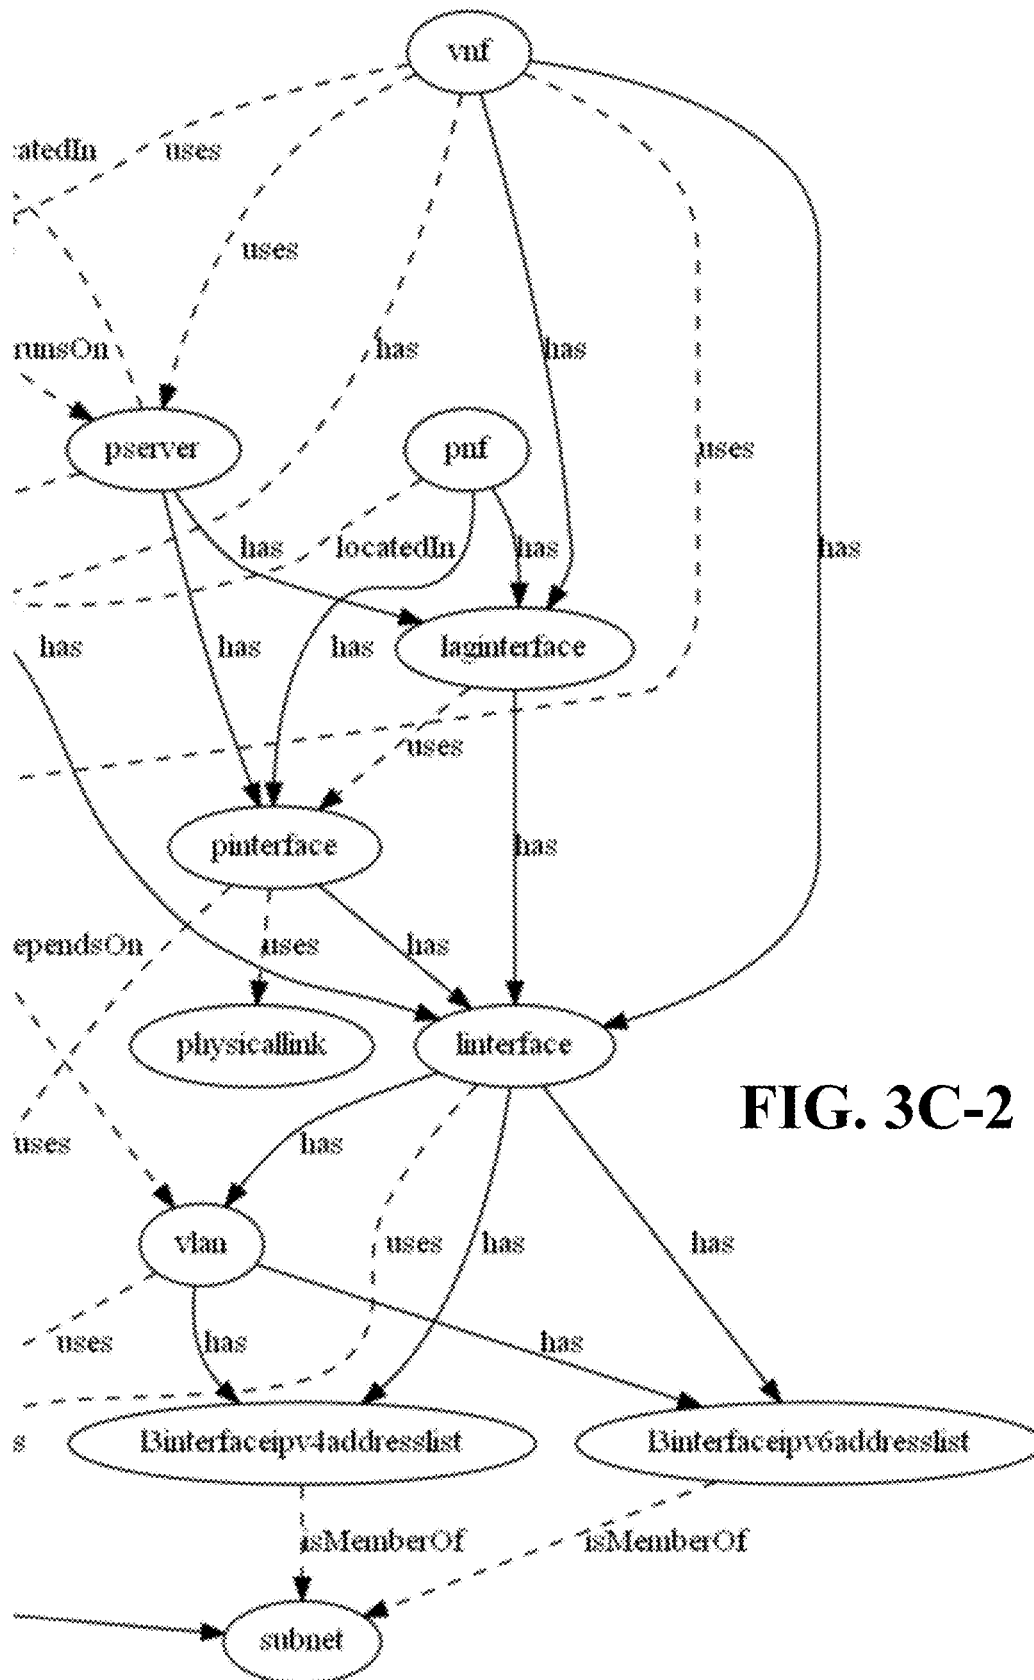 vnf
catedIn
uses
uses
runsOn
has
has
pserver
pnf
uses
has
locatedIn
has
has
has
has
has
laginterface
uses
pinterface
has
ependsOn
uses
has
physicallink
linterface
FIG. 3C-2
uses
has
vlan
uses
has
has
uses
has
has
s
l3interfaceipv4addresslist
l3interfaceipv6addresslist
isMemberOf
isMemberOf
subnet